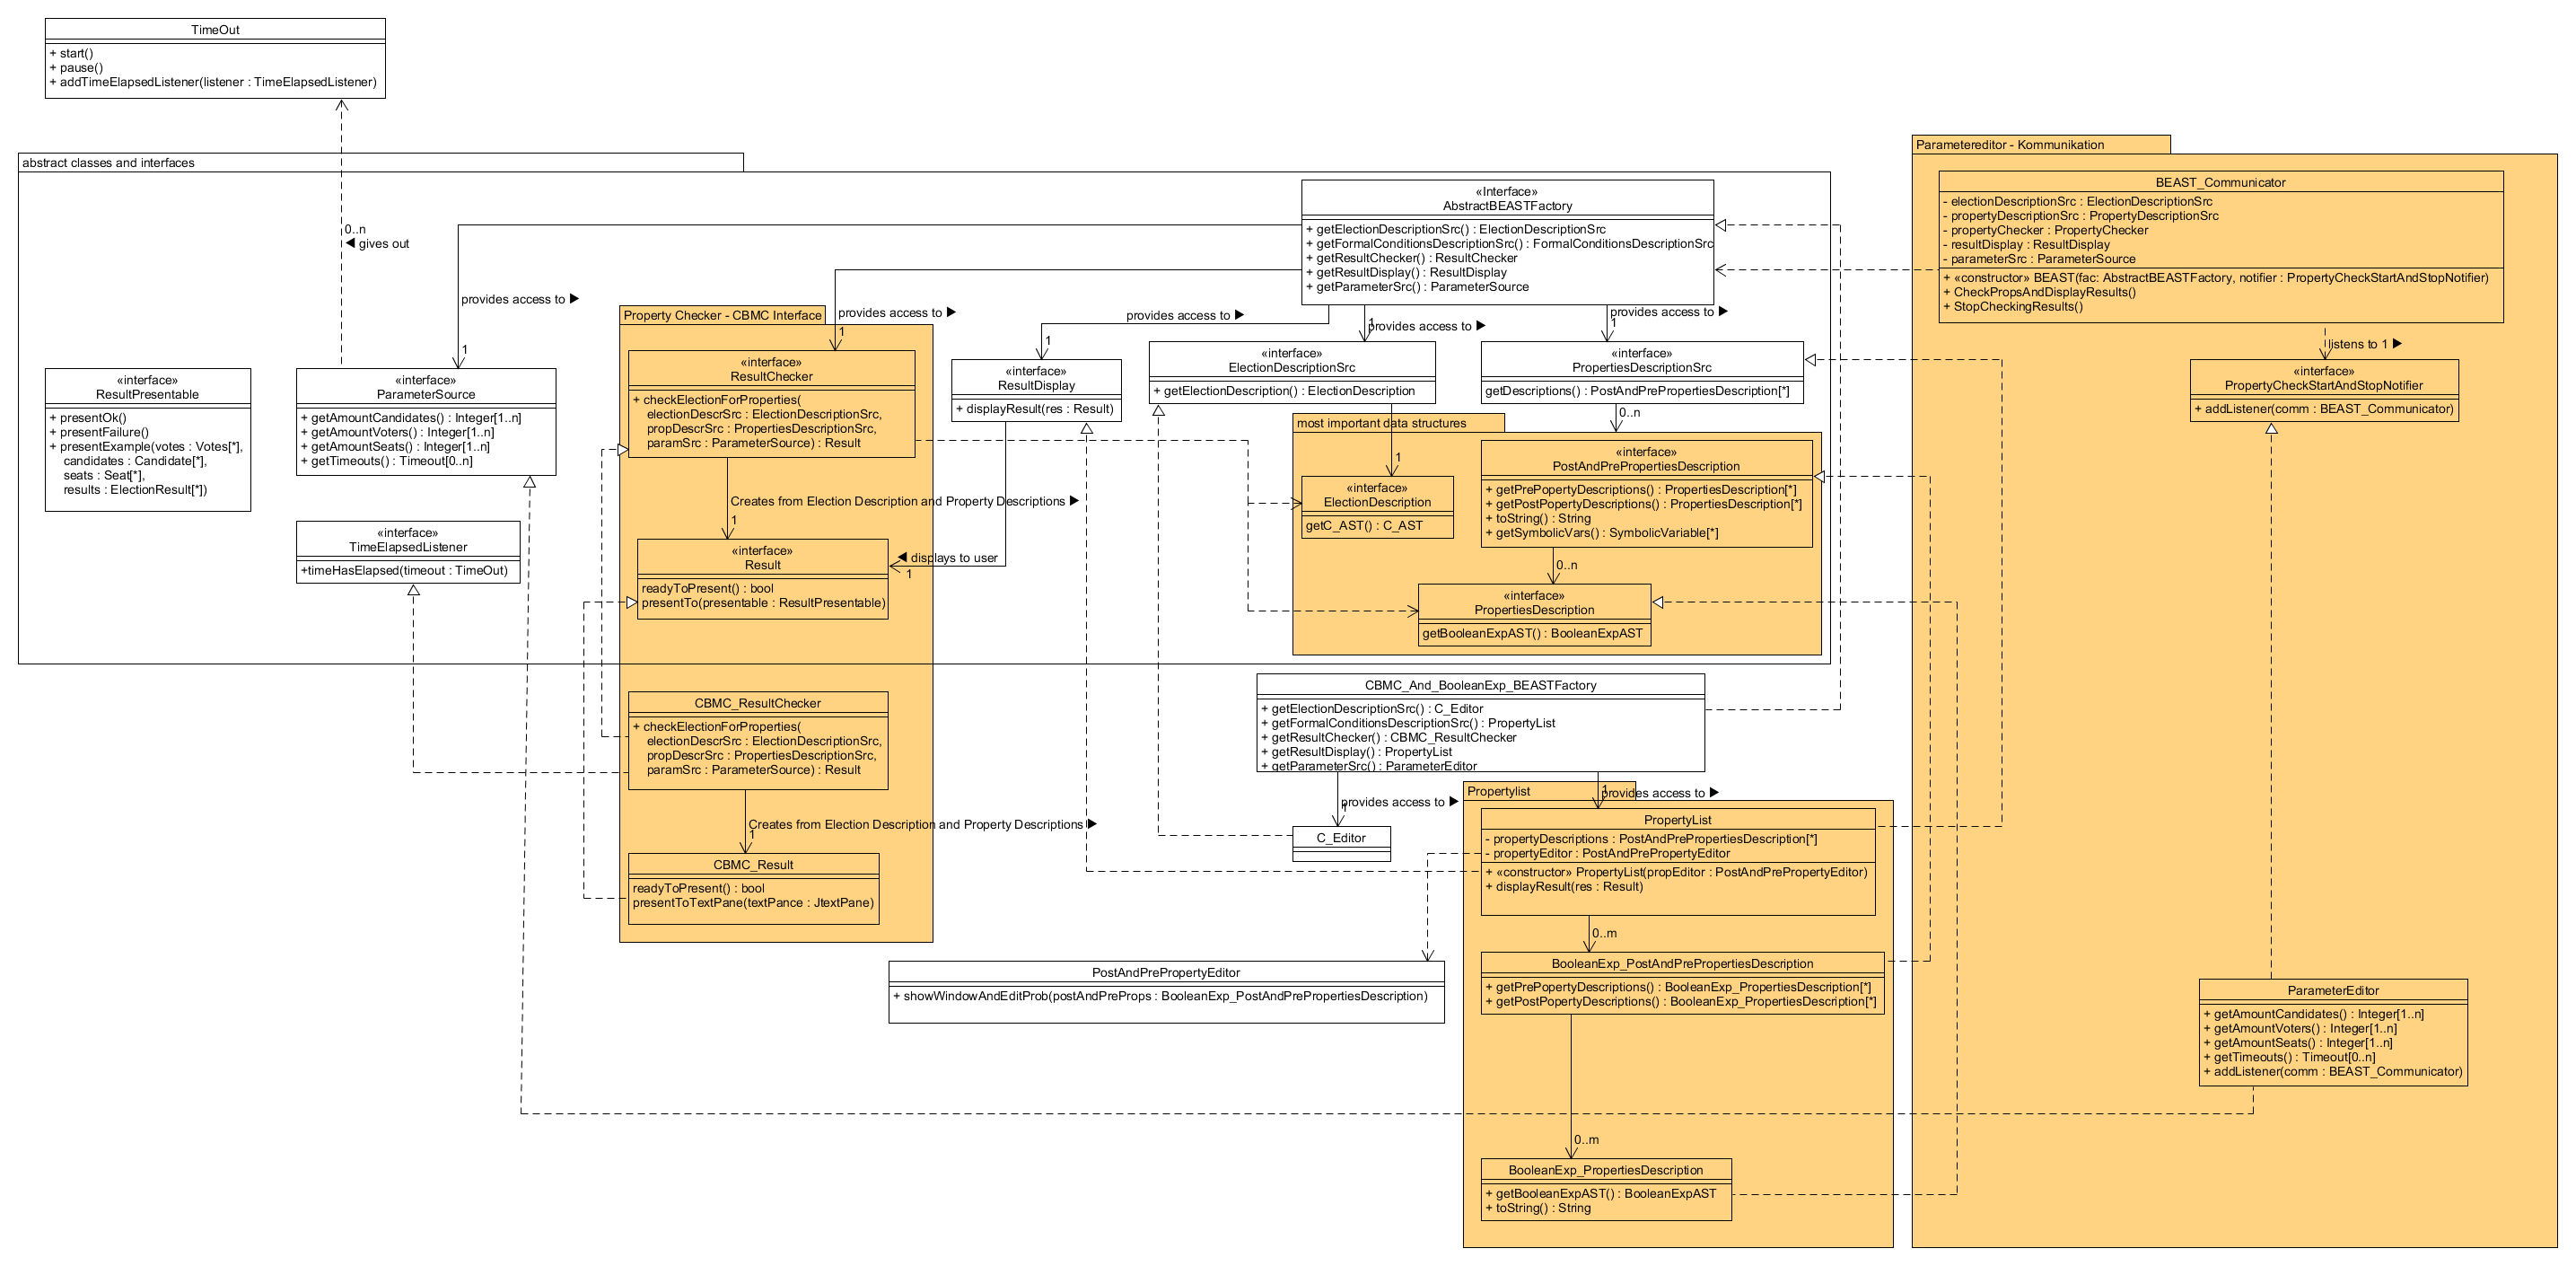 TimeOut
+ start()
+ pause()
+ addTimeElapsedListener(listener : TimeElapsedListener)
abstract classes and interfaces
0..n
◀ gives out
«Interface»
AbstractBEASTFactory
+ getElectionDescriptionSrc() : ElectionDescriptionSrc
+ getFormalConditionsDescriptionSrc() : FormalConditionsDescriptionSrc
+ getResultChecker() : ResultChecker
+ getResultDisplay() : ResultDisplay
+ getParameterSrc() : ParameterSource
Parametereditor - Kommunikation
BEAST_Communicator
- electionDescriptionSrc : ElectionDescriptionSrc
- propertyDescriptionSrc : PropertyDescriptionSrc
- propertyChecker : PropertyChecker
- resultDisplay : ResultDisplay
- parameterSrc : ParameterSource
+ «constructor» BEAST(fac: AbstractBEASTFactory, notifier : PropertyCheckStartAndStopNotifier)
+ CheckPropsAndDisplayResults()
+ StopCheckingResults()
listens to 1 ▶
«interface»
PropertyCheckStartAndStopNotifier
+ addListener(comm : BEAST_Communicator)
provides access to ▶
1
provides access to ▶
1
provides access to ▶
1
provides access to ▶
1
provides access to ▶
1
«interface»
ResultPresentable
+ presentOk()
+ presentFailure()
+ presentExample(votes : Votes[*],
candidates : Candidate[*],
seats : Seat[*],
results : ElectionResult[*])
«interface»
ParameterSource
+ getAmountCandidates() : Integer[1..n]
+ getAmountVoters() : Integer[1..n]
+ getAmountSeats() : Integer[1..n]
+ getTimeouts() : Timeout[0..n]
«interface»
TimeElapsedListener
+timeHasElapsed(timeout : TimeOut)
Property Checker - CBMC Interface
«interface»
ResultChecker
+ checkElectionForProperties(
electionDescrSrc : ElectionDescriptionSrc,
propDescrSrc : PropertiesDescriptionSrc,
paramSrc : ParameterSource) : Result
Creates from Election Description and Property Descriptions ▶
1
«interface»
Result
readyToPresent() : bool
presentTo(presentable : ResultPresentable)
◀ displays to user
1
«interface»
ResultDisplay
+ displayResult(res : Result)
«interface»
ElectionDescriptionSrc
+ getElectionDescription() : ElectionDescription
«interface»
PropertiesDescriptionSrc
getDescriptions() : PostAndPrePropertiesDescription[*]
0..n
most important data structures
1
«interface»
ElectionDescription
getC_AST() : C_AST
«interface»
PostAndPrePropertiesDescription
+ getPrePopertyDescriptions() : PropertiesDescription[*]
+ getPostPopertyDescriptions() : PropertiesDescription[*]
+ toString() : String
+ getSymbolicVars() : SymbolicVariable[*]
0..n
«interface»
PropertiesDescription
getBooleanExpAST() : BooleanExpAST
CBMC_ResultChecker
+ checkElectionForProperties(
electionDescrSrc : ElectionDescriptionSrc,
propDescrSrc : PropertiesDescriptionSrc,
paramSrc : ParameterSource) : Result
Creates from Election Description and Property Descriptions ▶
1
CBMC_Result
readyToPresent() : bool
presentToTextPane(textPance : JtextPane)
CBMC_And_BooleanExp_BEASTFactory
+ getElectionDescriptionSrc() : C_Editor
+ getFormalConditionsDescriptionSrc() : PropertyList
+ getResultChecker() : CBMC_ResultChecker
+ getResultDisplay() : PropertyList
+ getParameterSrc() : ParameterEditor
provides access to ▶
1
provides access to ▶
1
C_Editor
Propertylist
PropertyList
- propertyDescriptions : PostAndPrePropertiesDescription[*]
- propertyEditor : PostAndPrePropertyEditor
+ «constructor» PropertyList(propEditor : PostAndPrePropertyEditor)
+ displayResult(res : Result)
0..m
PostAndPrePropertyEditor
+ showWindowAndEditProb(postAndPreProps : BooleanExp_PostAndPrePropertiesDescription)
BooleanExp_PostAndPrePropertiesDescription
+ getPrePopertyDescriptions() : BooleanExp_PropertiesDescription[*]
+ getPostPopertyDescriptions() : BooleanExp_PropertiesDescription[*]
0..m
BooleanExp_PropertiesDescription
+ getBooleanExpAST() : BooleanExpAST
+ toString() : String
ParameterEditor
+ getAmountCandidates() : Integer[1..n]
+ getAmountVoters() : Integer[1..n]
+ getAmountSeats() : Integer[1..n]
+ getTimeouts() : Timeout[0..n]
+ addListener(comm : BEAST_Communicator)